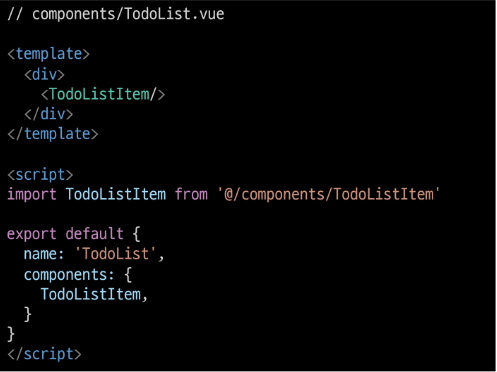 // components/TodoList.vue
<template>
  <div>
    <TodoListItem/>
  </div>
</template>
<script>
import TodoListItem from '@/components/TodoListItem'
export default {
  name: 'TodoList',
  components: {
    TodoListItem,
  }
}
</script>